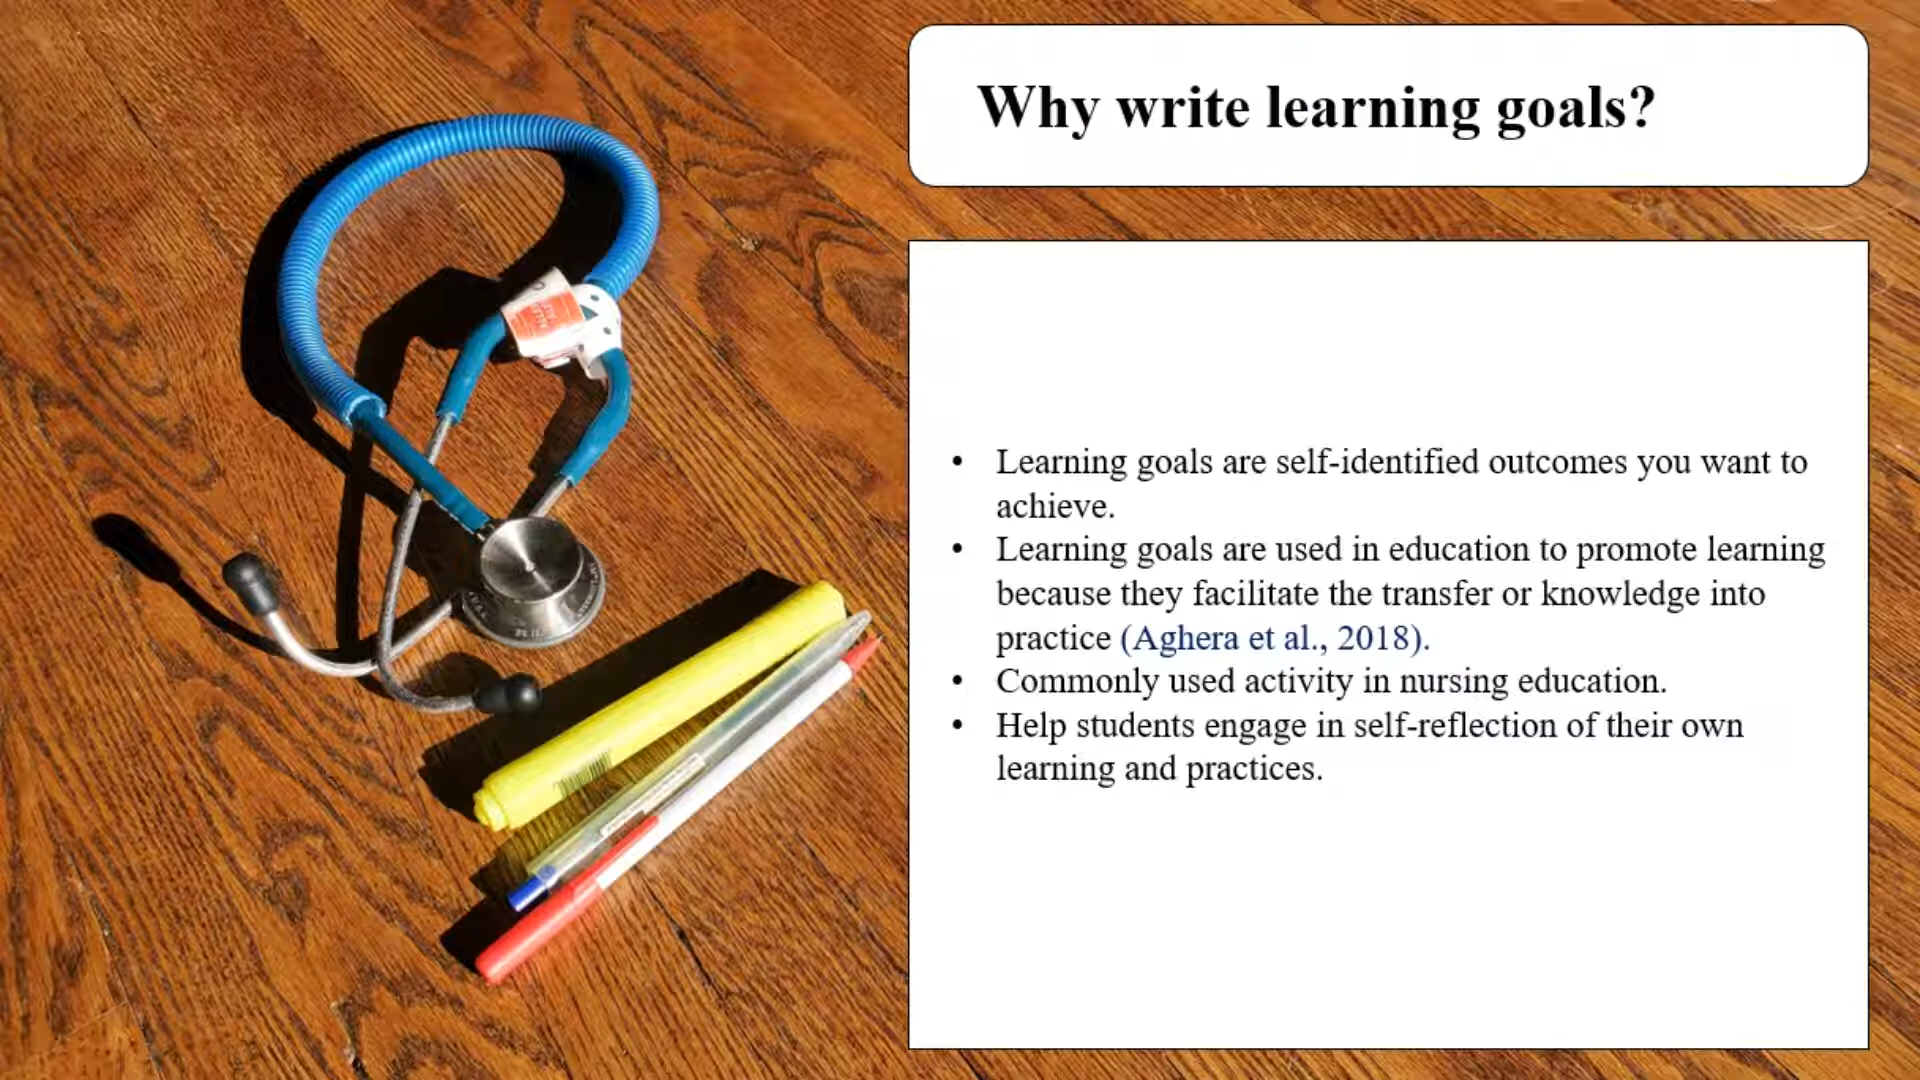 Why write learning goals?
• Learning goals are self-identified outcomes you want to
achieve.
• Learning goals are used in education to promote learning
because they facilitate the transfer or knowledge into
practice (Aghera et al., 2018).
• Commonly used activity in nursing education.
• Help students engage in self-reflection of their own
learning and practices.